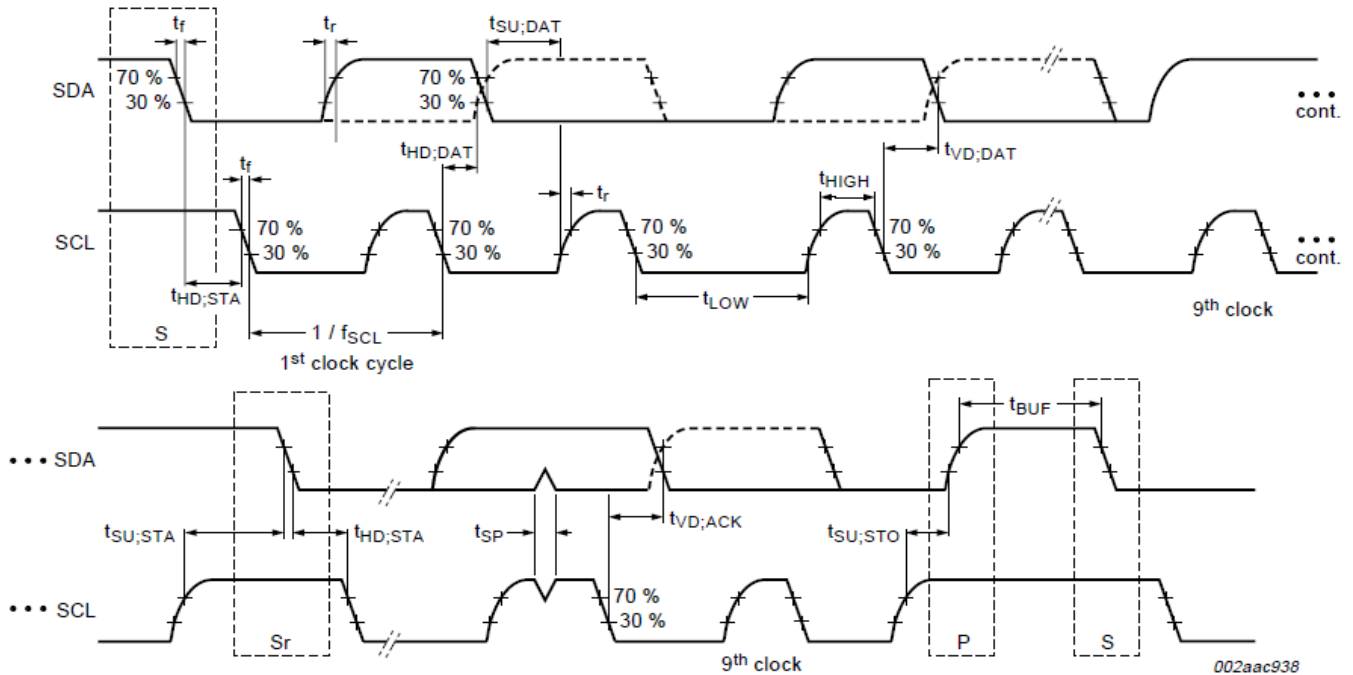 tf tr tSU;DAT
70 % 70 %
SDA
30 % 30 %
cont.
tHD;DAT tVD;DAT
tf tr tHIGH
70 % 70 % 70 % 70 %
SCL
30 % 30 % 30 % 30 %
cont.
tHD;STA tLOW
9th clock
S 1 / fSCL
1st clock cycle
tBUF
••• SDA
tSU;STA tHD;STA tSP tVD;ACK tSU;STO
70 %
••• SCL
30 %
Sr P S
9th clock
002aac938